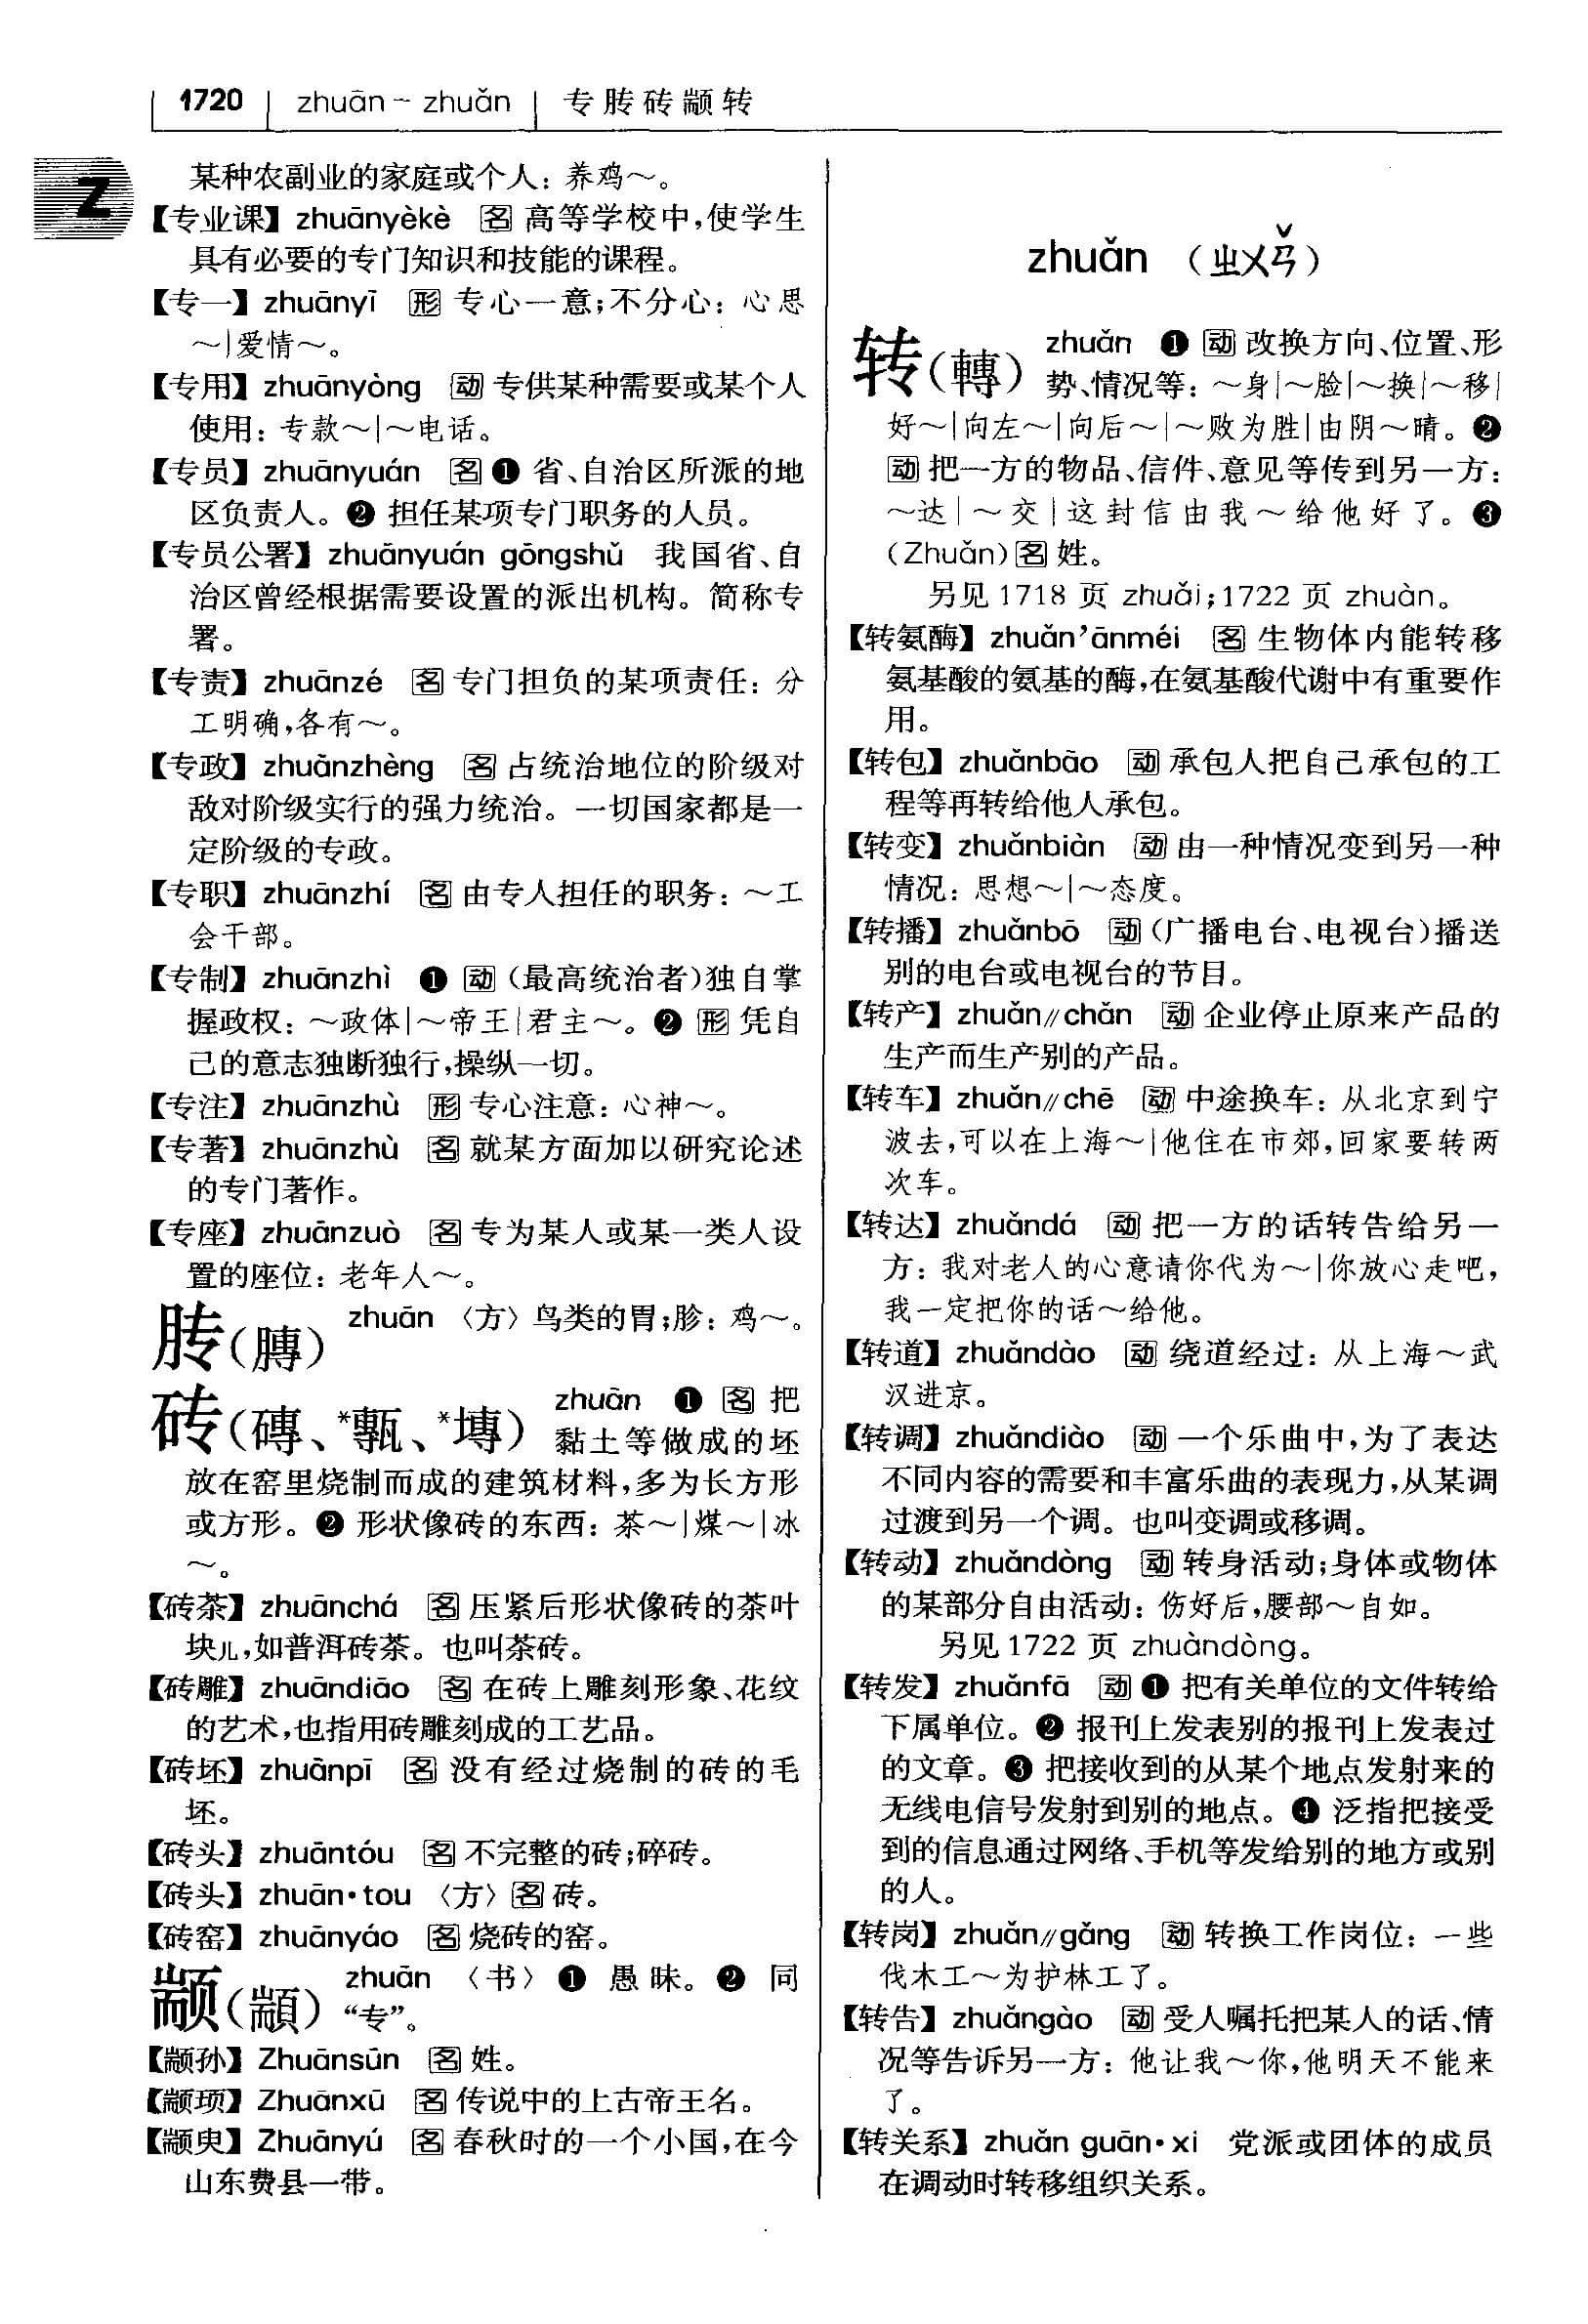 1720 zhuān－zhuǎn 专膞砖颛转
Z
某种农副业的家庭或个人：养鸡～。
【专业课】zhuānyèkè 名 高等学校中，使学生
具有必要的专门知识和技能的课程。
【专一】zhuānyī 形 专心一意；不分心：心思
～|爱情～。
【专用】zhuānyòng 动 专供某种需要或某个人
使用：专款～|～电话。
【专员】zhuānyuán 名 ❶ 省、自治区所派的地
区负责人。❷ 担任某项专门职务的人员。
【专员公署】zhuānyuán gōngshǔ 我国省、自
治区曾经根据需要设置的派出机构。简称专
署。
【专责】zhuānzé 名 专门担负的某项责任：分
工明确，各有～。
【专政】zhuānzhèng 名 占统治地位的阶级对
敌对阶级实行的强力统治。一切国家都是一
定阶级的专政。
【专职】zhuānzhí 名 由专人担任的职务：～工
会干部。
【专制】zhuānzhì ❶ 动（最高统治者）独自掌
握政权：～政体|～帝王|君主～。❷ 形 凭自
己的意志独断独行，操纵一切。
【专注】zhuānzhù 形 专心注意：心神～。
【专著】zhuānzhù 名 就某方面加以研究论述
的专门著作。
【专座】zhuānzuò 名 专为某人或某一类人设
置的座位：老年人～。
䏝（膞） zhuān〈方〉鸟类的胃；胗：鸡～。
砖（磚、*甎、*塼） zhuān ❶ 名 把
黏土等做成的坯
放在窑里烧制而成的建筑材料，多为长方形
或方形。❷ 形状像砖的东西：茶～|煤～|冰
～。
【砖茶】zhuānchá 名 压紧后形状像砖的茶叶
块儿，如普洱砖茶。也叫茶砖。
【砖雕】zhuāndiāo 名 在砖上雕刻形象、花纹
的艺术，也指用砖雕刻成的工艺品。
【砖坯】zhuānpī 名 没有经过烧制的砖的毛
坯。
【砖头】zhuāntóu 名 不完整的砖；碎砖。
【砖头】zhuān·tou〈方〉名 砖。
【砖窑】zhuānyáo 名 烧砖的窑。
颛（顓） zhuān〈书〉❶ 愚昧。❷ 同
“专”。
【颛孙】Zhuānsūn 名 姓。
【颛顼】Zhuānxū 名 传说中的上古帝王名。
【颛臾】Zhuānyú 名 春秋时的一个小国，在今
山东费县一带。
zhuǎn （ㄓㄨㄢˇ）
转（轉） zhuǎn ❶ 动 改换方向、位置、形
势、情况等：～身|～脸|～换|～移|
好～|向左～|向后～|～败为胜|由阴～晴。❷
动 把一方的物品、信件、意见等传到另一方：
～达|～交|这封信由我～给他好了。❸
（Zhuǎn）名 姓。
另见 1718 页 zhuǎi；1722 页 zhuàn。
【转氨酶】zhuǎn’ānméi 名 生物体内能转移
氨基酸的氨基的酶，在氨基酸代谢中有重要作
用。
【转包】zhuǎnbāo 动 承包人把自己承包的工
程等再转给他人承包。
【转变】zhuǎnbiàn 动 由一种情况变到另一种
情况：思想～|～态度。
【转播】zhuǎnbō 动（广播电台、电视台）播送
别的电台或电视台的节目。
【转产】zhuǎn∥chǎn 动 企业停止原来产品的
生产而生产别的产品。
【转车】zhuǎn∥chē 动 中途换车：从北京到宁
波去，可以在上海～|他住在市郊，回家要转两
次车。
【转达】zhuǎndá 动 把一方的话转告给另一
方：我对老人的心意请你代为～|你放心走吧，
我一定把你的话～给他。
【转道】zhuǎndào 动 绕道经过：从上海～武
汉进京。
【转调】zhuǎndiào 动 一个乐曲中，为了表达
不同内容的需要和丰富乐曲的表现力，从某调
过渡到另一个调。也叫变调或移调。
【转动】zhuǎndòng 动 转身活动；身体或物体
的某部分自由活动：伤好后，腰部～自如。
另见 1722 页 zhuàndòng。
【转发】zhuǎnfā 动 ❶ 把有关单位的文件转给
下属单位。❷ 报刊上发表别的报刊上发表过
的文章。❸ 把接收到的从某个地点发射来的
无线电信号发射到别的地点。❹ 泛指把接受
到的信息通过网络、手机等发给别的地方或别
的人。
【转岗】zhuǎn∥gǎng 动 转换工作岗位：一些
伐木工～为护林工了。
【转告】zhuǎngào 动 受人嘱托把某人的话、情
况等告诉另一方：他让我～你，他明天不能来
了。
【转关系】zhuǎn guān·xi 党派或团体的成员
在调动时转移组织关系。